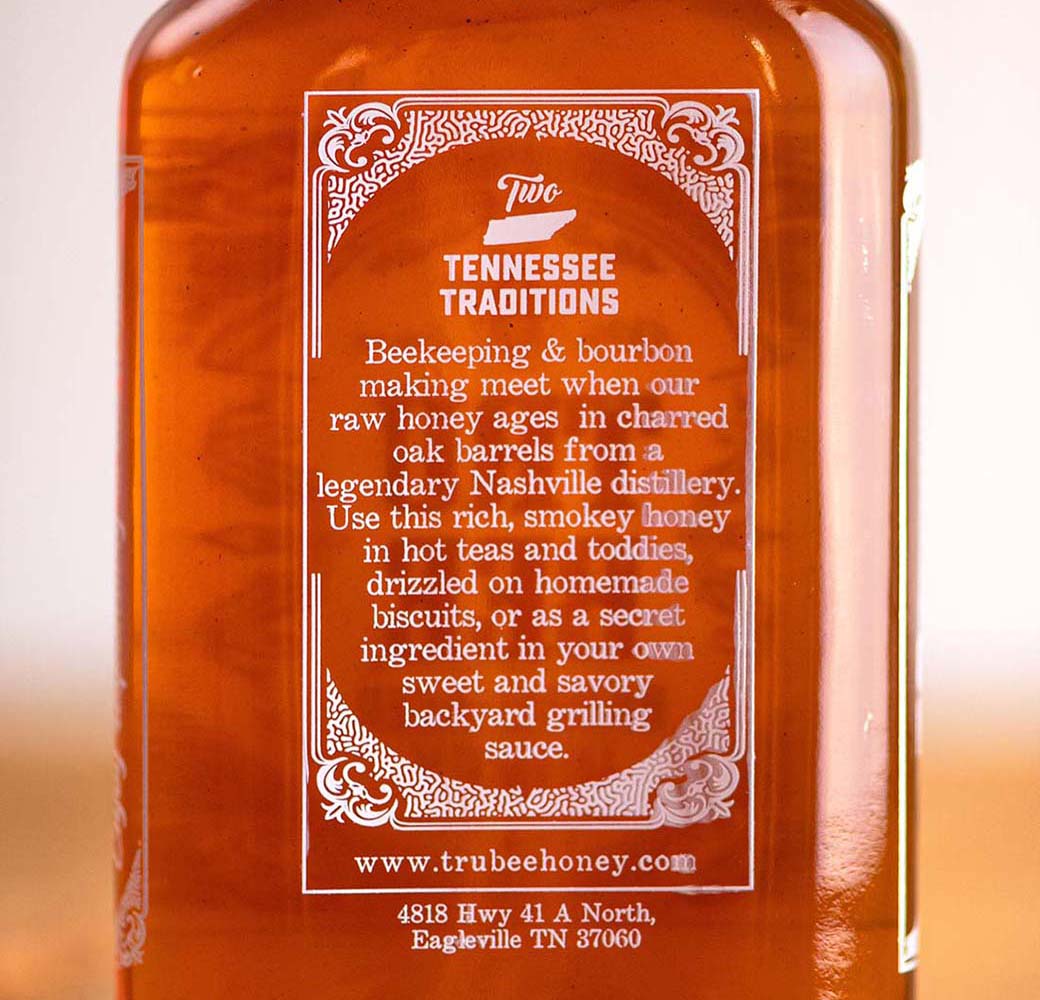 Two
TENNESSEE
TRADITIONS
Beekeeping & bourbon
making meet when our
raw honey ages in charred
oak barrels from a
legendary Nashville distillery.
Use this rich, smokey honey
in hot teas and toddies,
drizzled on homemade
biscuits, or as a secret
ingredient in your own
sweet and savory
backyard grilling
sauce.
www.trubeehoney.com
4818 Hwy 41 A North,
Eagleville TN 37060